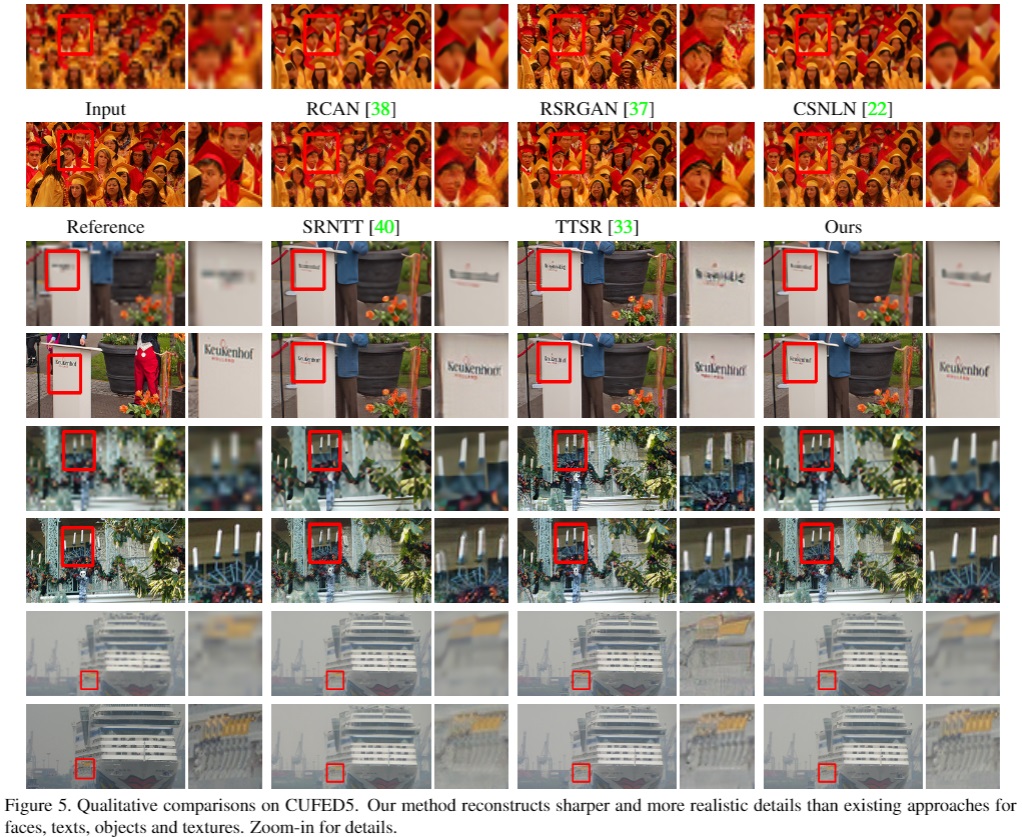 Input RCAN [38] RSRGAN [37] CSNLN [22]
Reference SRNTT [40] TTSR [33] Ours
Keukenhof
Figure 5. Qualitative comparisons on CUFED5. Our method reconstructs sharper and more realistic details than existing approaches for
faces, texts, objects and textures. Zoom-in for details.